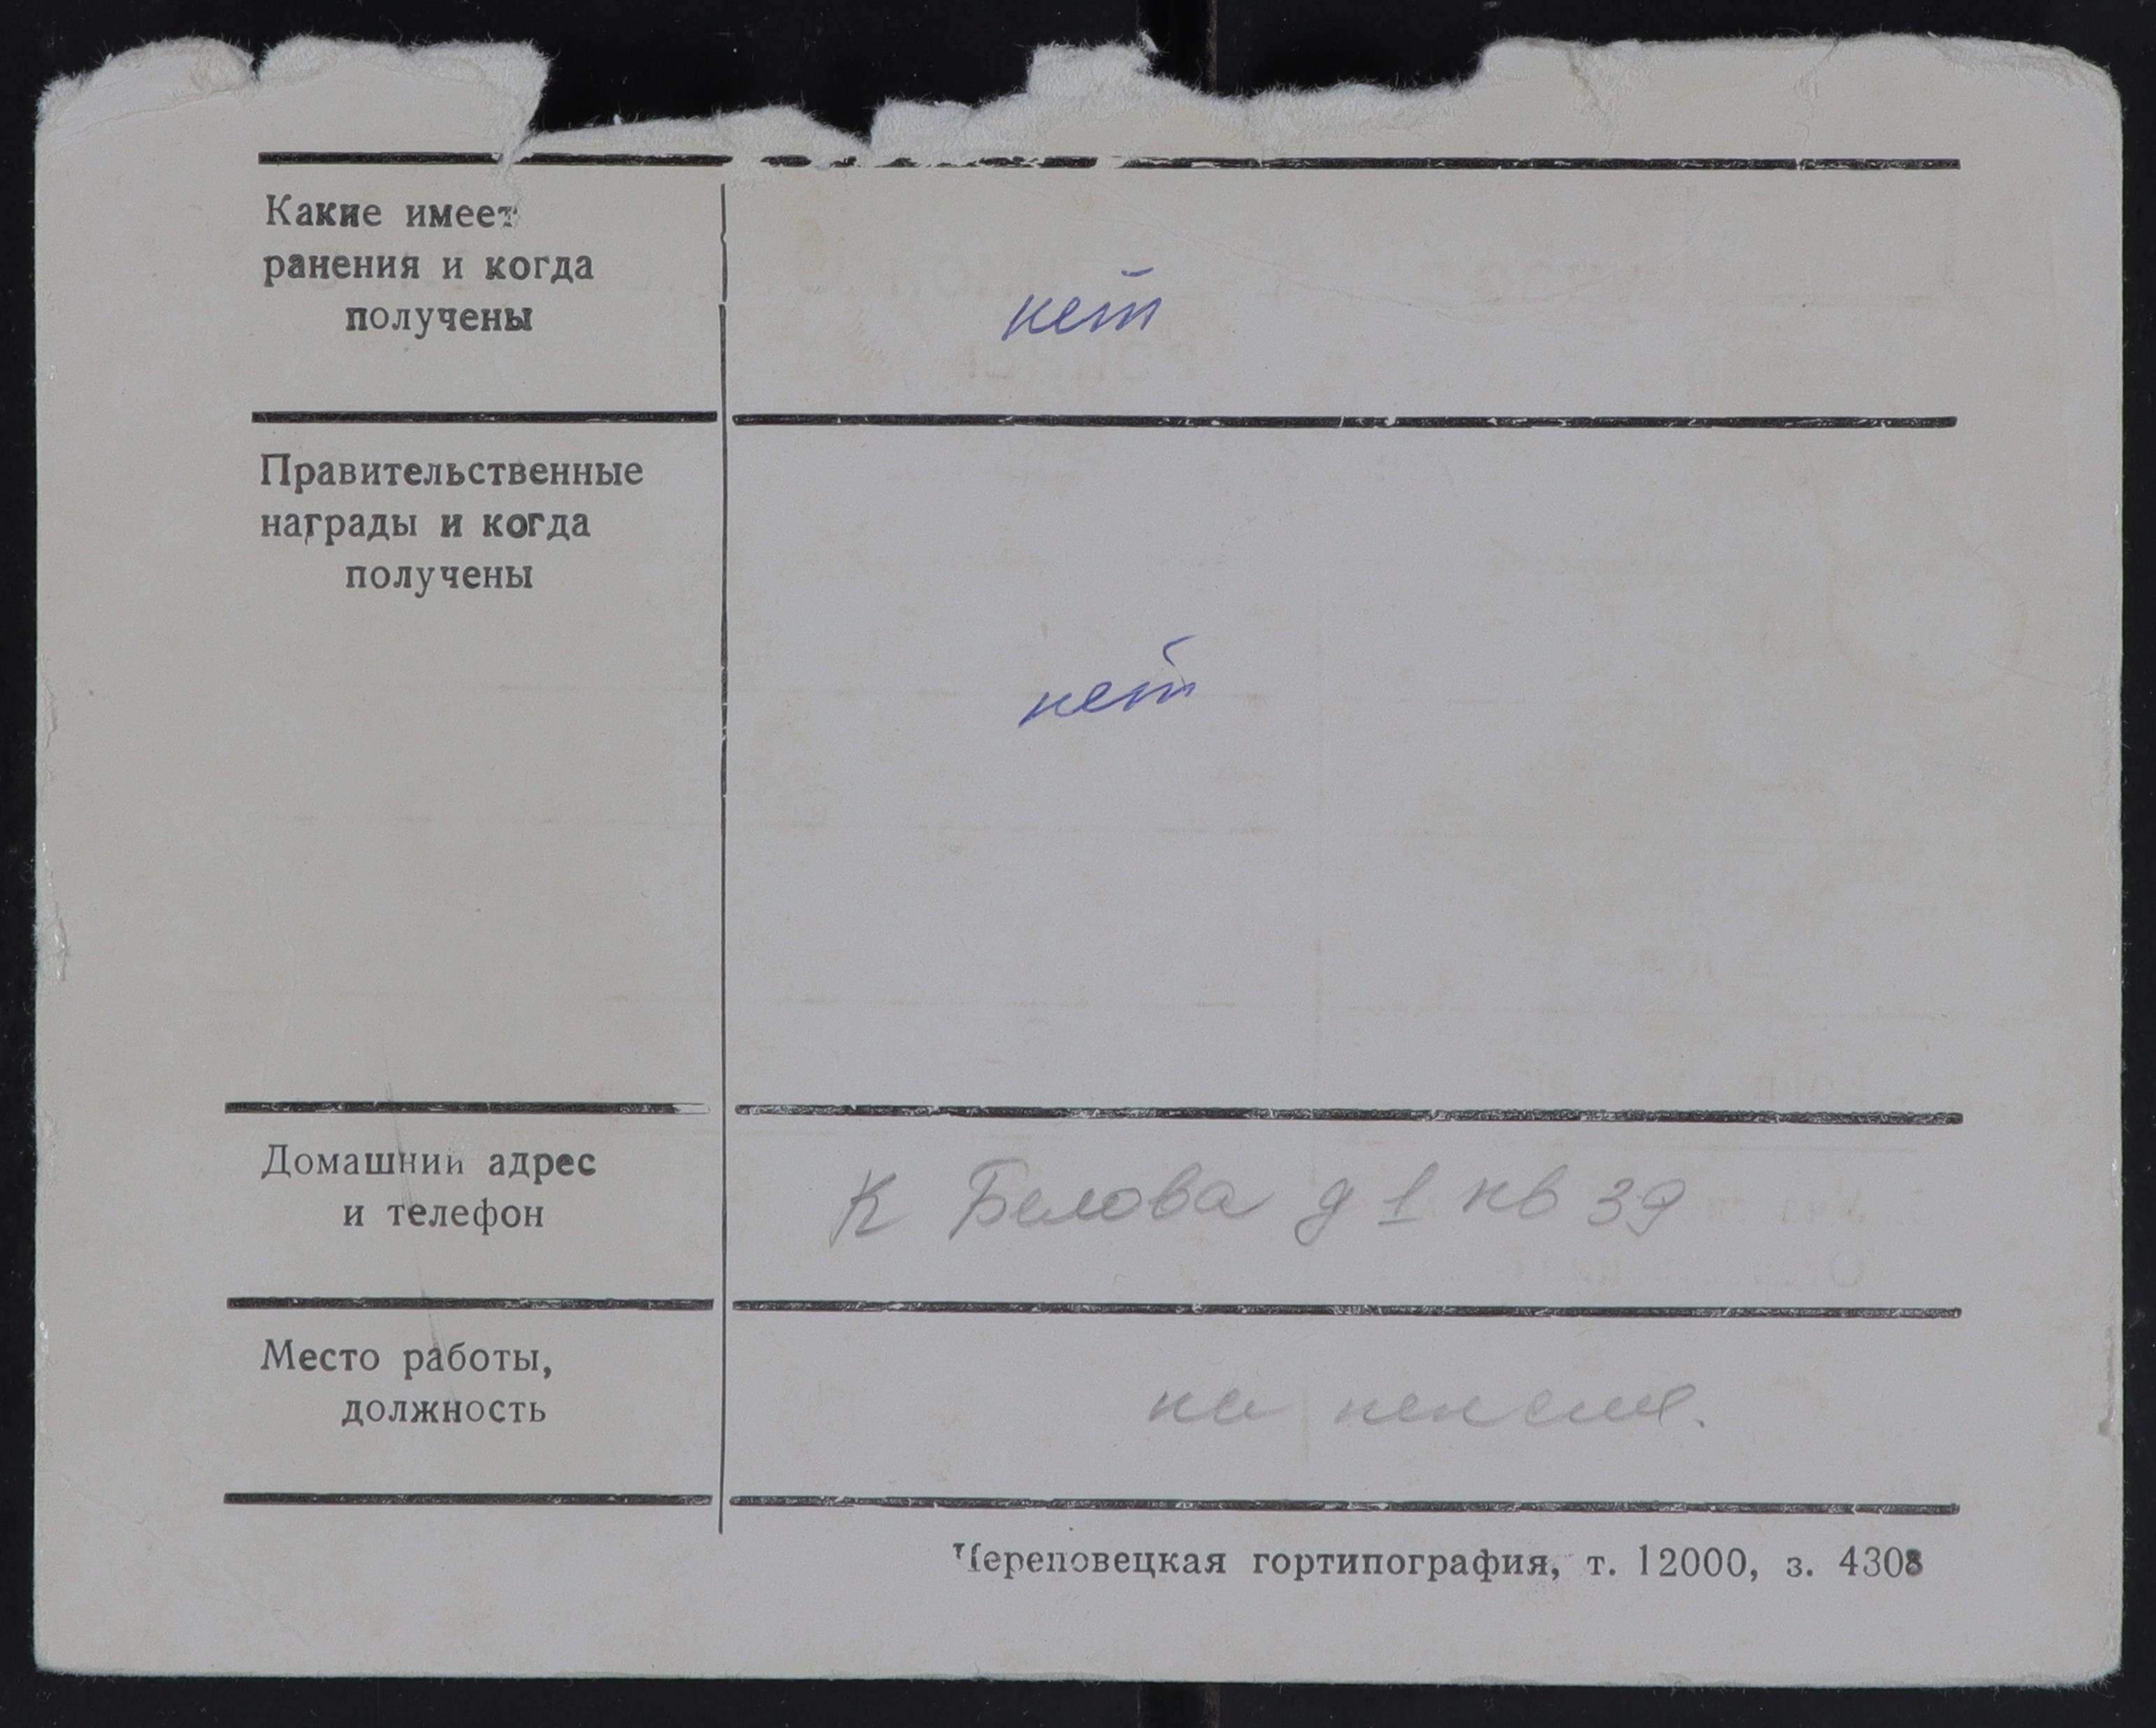 Какие имеет
ранения и когда
получены
нет
Правительственные
награды и когда
получены
нет
Домашний адрес
и телефон
К Белова д 1 кв 39
Место работы,
должность
на пенсии.
Череповецкая гортипография, т. 12000, з. 4308